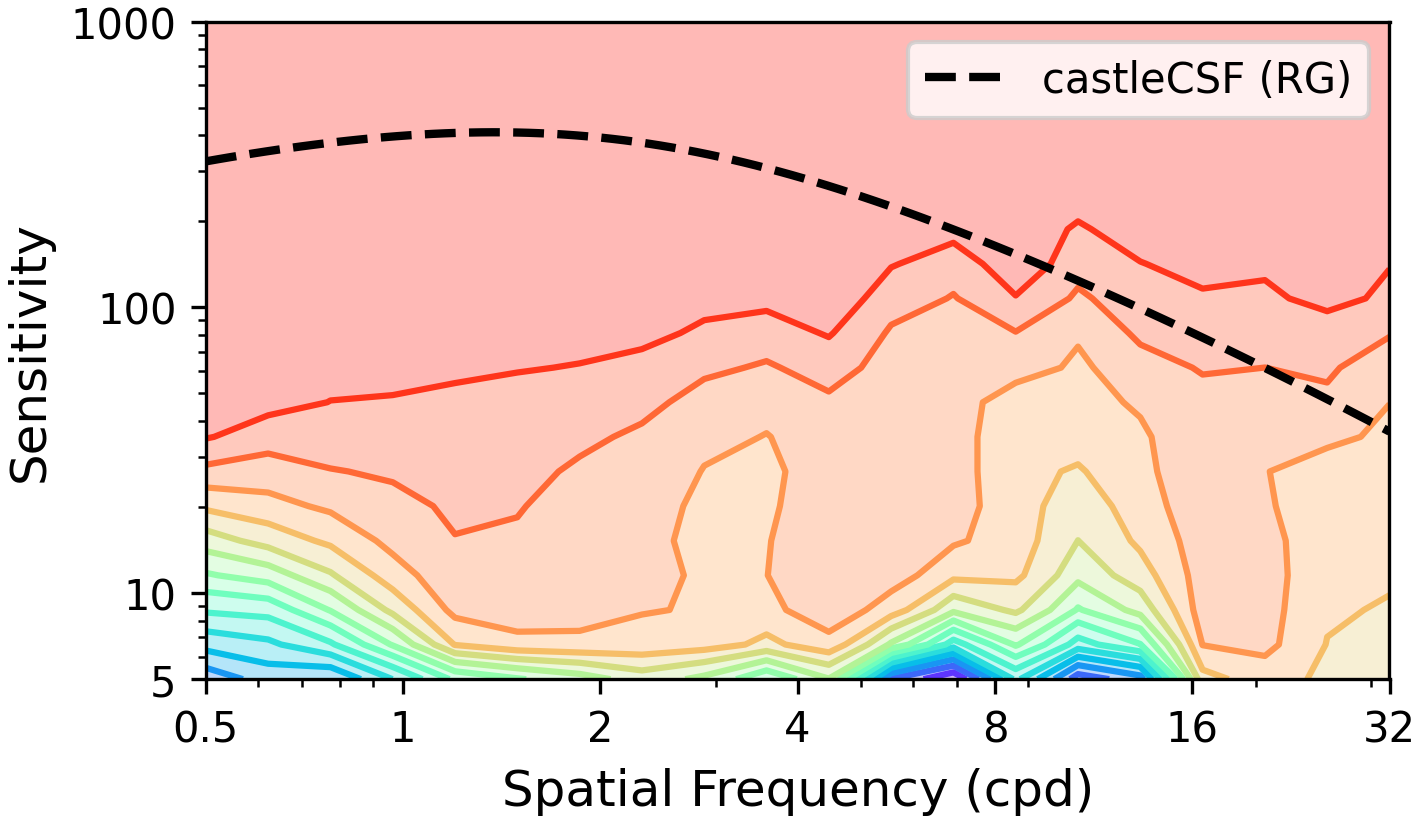 1000
100
10
5
Sensitivity
castleCSF (RG)
0.5 1 2 4 8 16 32
Spatial Frequency (cpd)